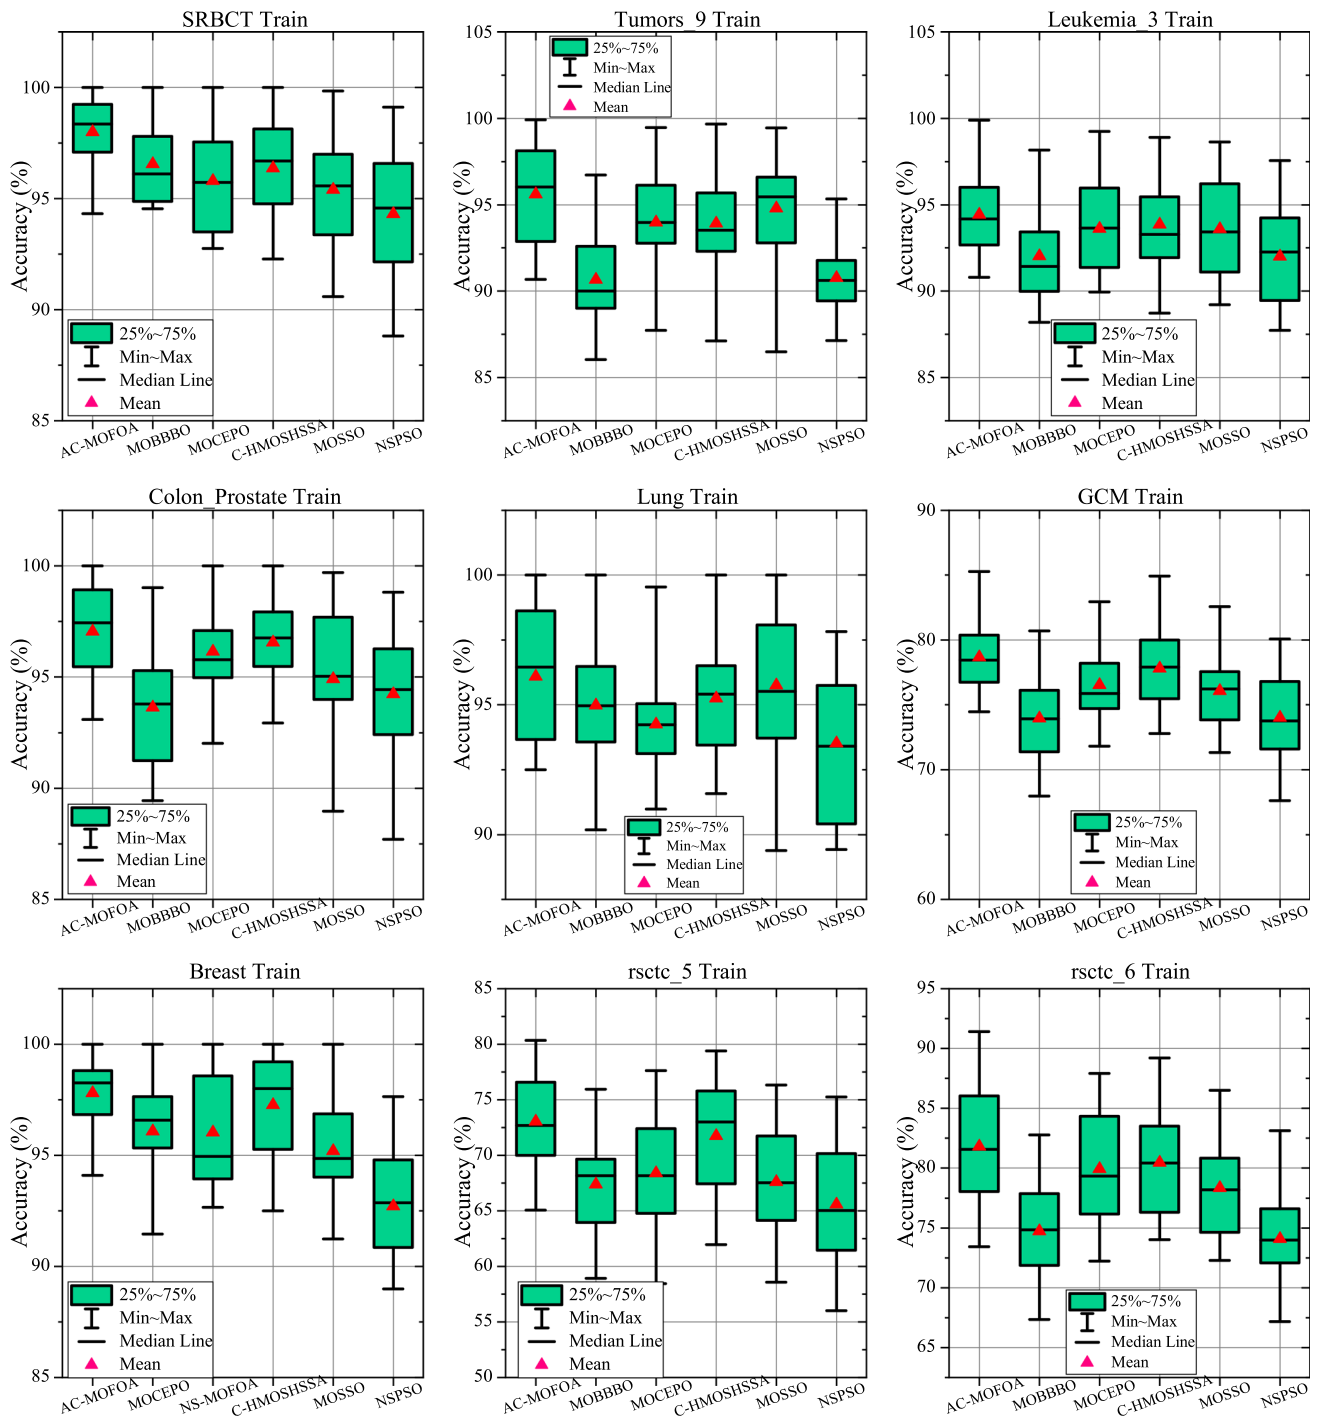 SRBCT Train
Accuracy (%)
100
95
90
85
25%~75%
Min~Max
Median Line
Mean
AC-MOFOA
MOBBBO
MOCEPO
C-HMOSHSSA
MOSSO
NSPSO
Tumors_9 Train
Accuracy (%)
105
100
95
90
85
25%~75%
Min~Max
Median Line
Mean
AC-MOFOA
MOBBBO
MOCEPO
C-HMOSHSSA
MOSSO
NSPSO
Leukemia_3 Train
Accuracy (%)
105
100
95
90
85
25%~75%
Min~Max
Median Line
Mean
AC-MOFOA
MOBBBO
MOCEPO
C-HMOSHSSA
MOSSO
NSPSO
Colon_Prostate Train
Accuracy (%)
100
95
90
85
25%~75%
Min~Max
Median Line
Mean
AC-MOFOA
MOBBBO
MOCEPO
C-HMOSHSSA
MOSSO
NSPSO
Lung Train
Accuracy (%)
100
95
90
25%~75%
Min~Max
Median Line
Mean
AC-MOFOA
MOBBBO
MOCEPO
C-HMOSHSSA
MOSSO
NSPSO
GCM Train
Accuracy (%)
90
80
70
60
25%~75%
Min~Max
Median Line
Mean
AC-MOFOA
MOBBBO
MOCEPO
C-HMOSHSSA
MOSSO
NSPSO
Breast Train
Accuracy (%)
100
95
90
85
25%~75%
Min~Max
Median Line
Mean
AC-MOFOA
MOCEPO
NS-MOFOA
C-HMOSHSSA
MOSSO
NSPSO
rsctc_5 Train
Accuracy (%)
85
80
75
70
65
60
55
50
25%~75%
Min~Max
Median Line
Mean
AC-MOFOA
MOBBBO
MOCEPO
C-HMOSHSSA
MOSSO
NSPSO
rsctc_6 Train
Accuracy (%)
95
90
85
80
75
70
65
25%~75%
Min~Max
Median Line
Mean
AC-MOFOA
MOBBBO
MOCEPO
C-HMOSHSSA
MOSSO
NSPSO